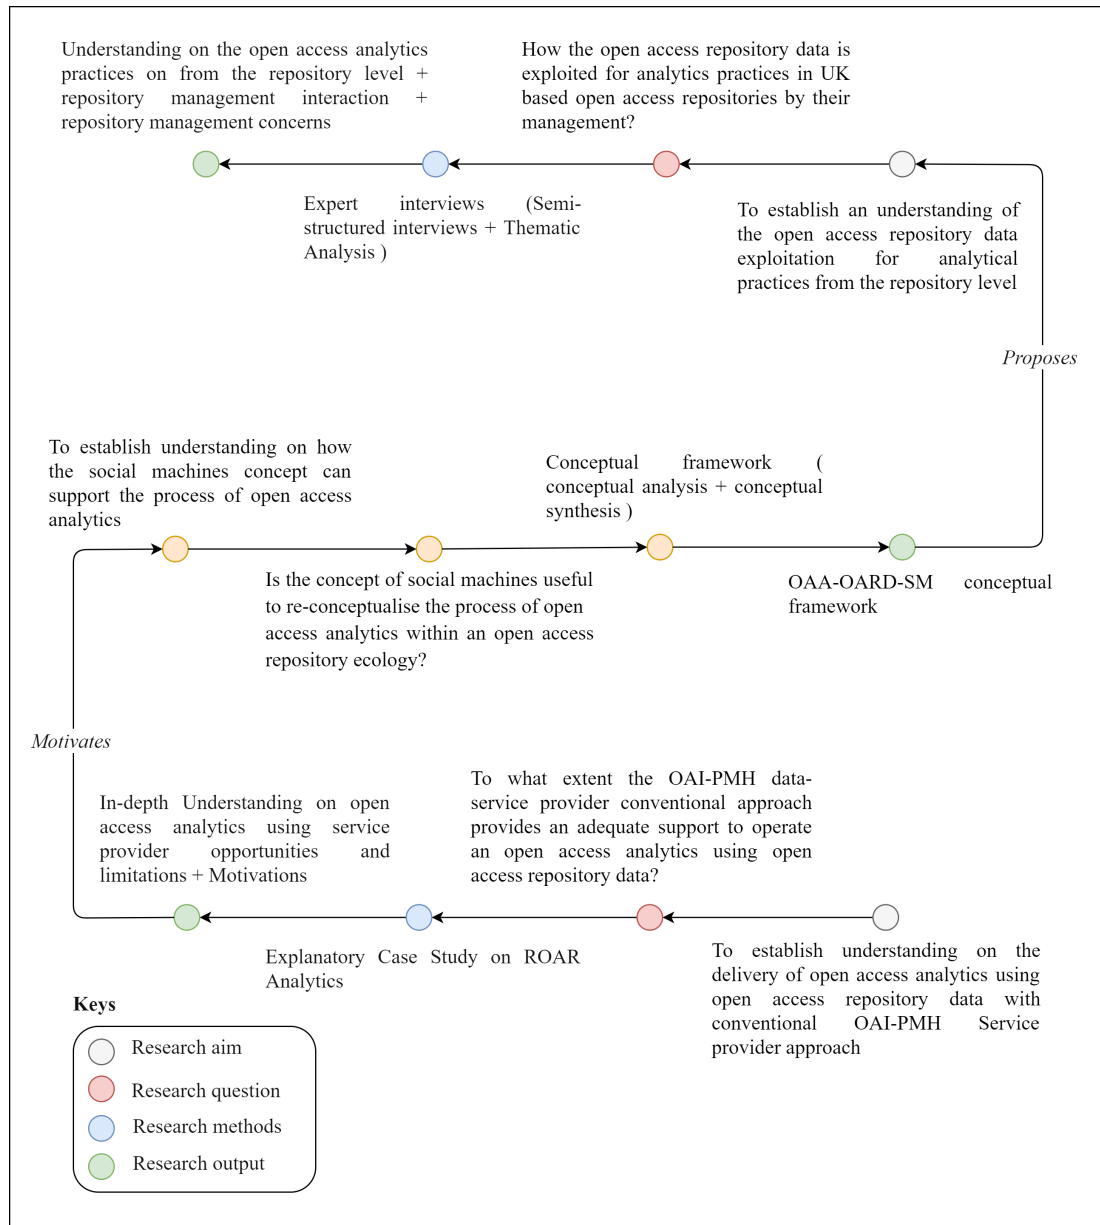 Understanding on the open access analytics
practices on from the repository level +
repository management interaction +
repository management concerns
How the open access repository data is
exploited for analytics practices in UK
based open access repositories by their
management?
Expert interviews (Semi-
structured interviews + Thematic
Analysis )
To establish an understanding of
the open access repository data
exploitation for analytical
practices from the repository level
Proposes
To establish understanding on how
the social machines concept can
support the process of open access
analytics
Conceptual framework (
conceptual analysis + conceptual
synthesis )
Is the concept of social machines useful
to re-conceptualise the process of open
access analytics within an open access
repository ecology?
OAA-OARD-SM conceptual
framework
Motivates
In-depth Understanding on open
access analytics using service
provider opportunities and
limitations + Motivations
To what extent the OAI-PMH data-
service provider conventional approach
provides an adequate support to operate
an open access analytics using open
access repository data?
Explanatory Case Study on ROAR
Analytics
To establish understanding on the
delivery of open access analytics using
open access repository data with
conventional OAI-PMH Service
provider approach
Keys
Research aim
Research question
Research methods
Research output